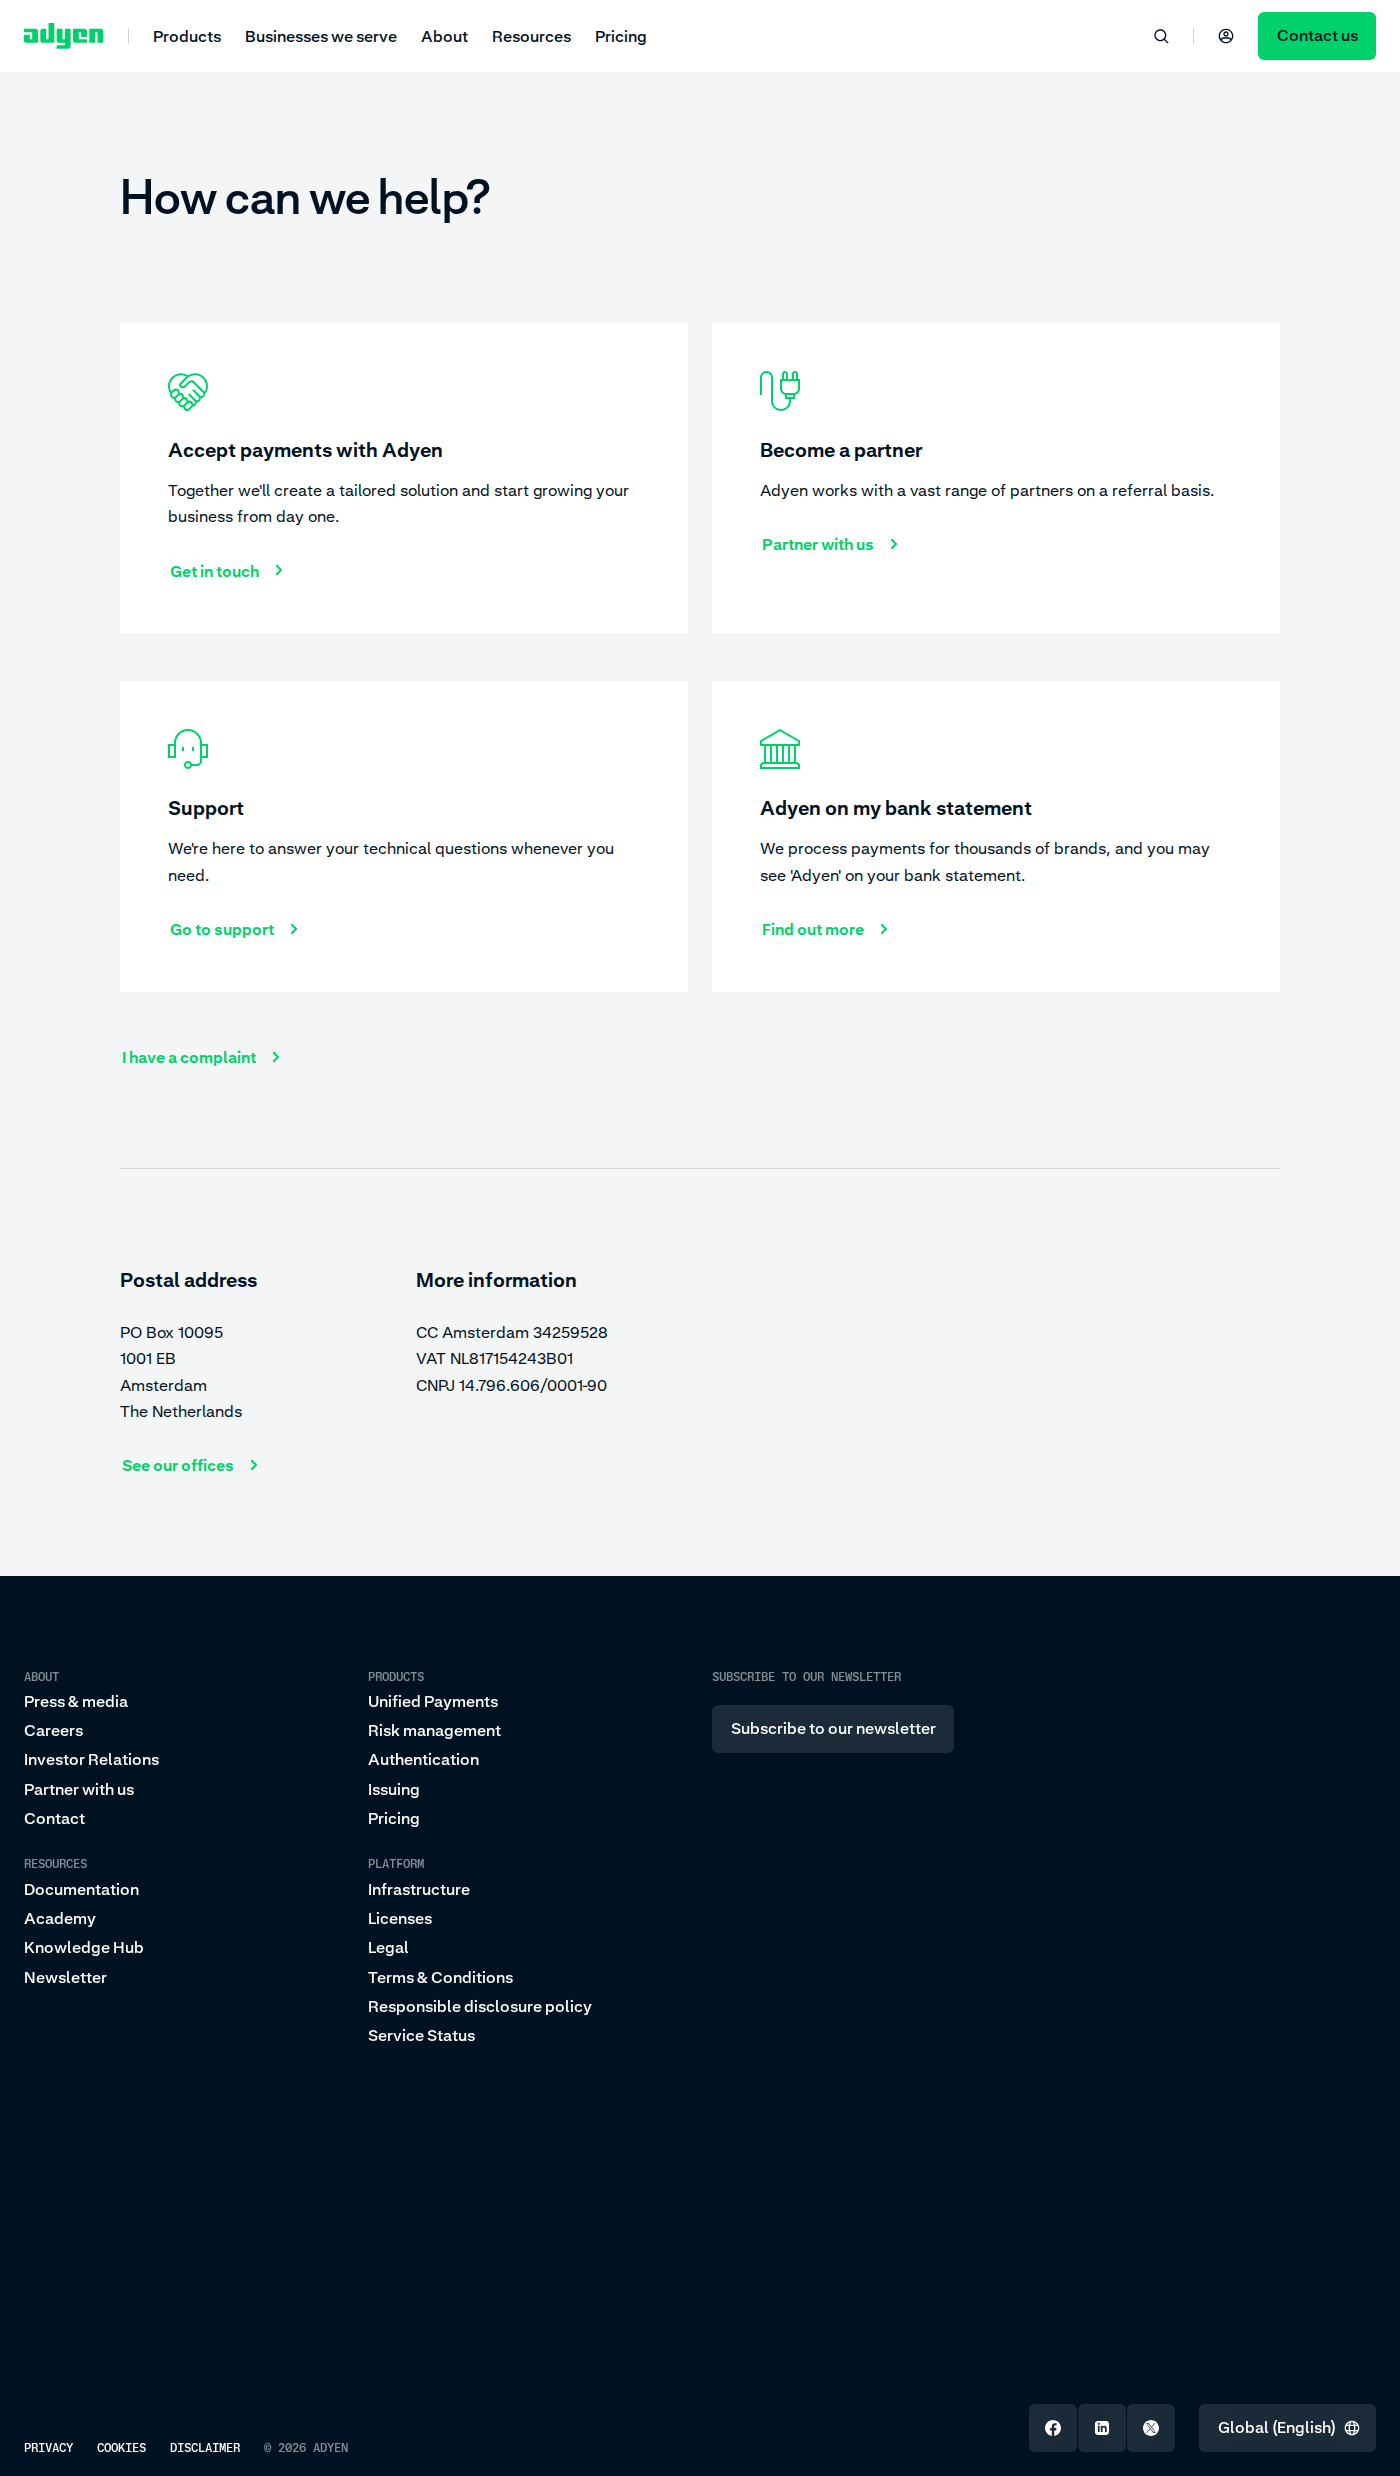 adyen
Products
Businesses we serve
About
Resources
Pricing
Contact us
How can we help?
Accept payments with Adyen
Together we'll create a tailored solution and start growing your
business from day one.
Get in touch
Become a partner
Adyen works with a vast range of partners on a referral basis.
Partner with us
Support
We're here to answer your technical questions whenever you
need.
Go to support
Adyen on my bank statement
We process payments for thousands of brands, and you may
see 'Adyen' on your bank statement.
Find out more
I have a complaint
Postal address
PO Box 10095
1001 EB
Amsterdam
The Netherlands
See our offices
More information
CC Amsterdam 34259528
VAT NL817154243B01
CNPJ 14.796.606/0001-90
ABOUT
Press & media
Careers
Investor Relations
Partner with us
Contact
RESOURCES
Documentation
Academy
Knowledge Hub
Newsletter
PRODUCTS
Unified Payments
Risk management
Authentication
Issuing
Pricing
PLATFORM
Infrastructure
Licenses
Legal
Terms & Conditions
Responsible disclosure policy
Service Status
SUBSCRIBE TO OUR NEWSLETTER
Subscribe to our newsletter
PRIVACY
COOKIES
DISCLAIMER
© 2026 ADYEN
Global (English)